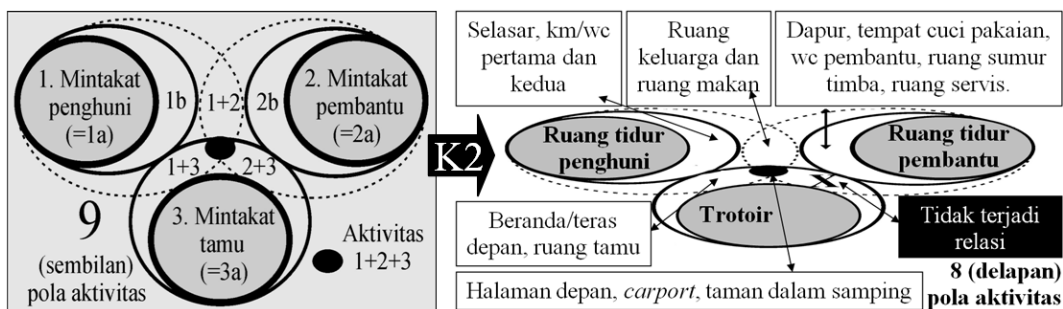 1. Mintakat
penghuni
(=1a)
1b
1+2
2b
2. Mintakat
pembantu
(=2a)
1+3
2+3
3. Mintakat
tamu
(=3a)
9
(sembilan)
pola aktivitas
Aktivitas
1+2+3
K2
Selasar, km/wc
pertama dan
kedua
Ruang
keluarga dan
ruang makan
Dapur, tempat cuci pakaian,
wc pembantu, ruang sumur
timba, ruang servis.
Ruang tidur
penghuni
Ruang tidur
pembantu
Trotoir
Beranda/teras
depan, ruang tamu
Tidak terjadi
relasi
Halaman depan, carport, taman dalam samping
8 (delapan)
pola aktivitas